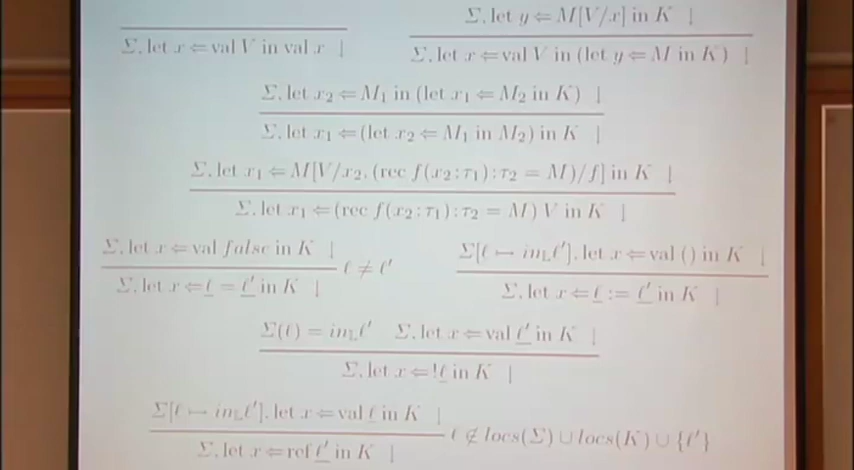 Σ, let y ⇐ M[V/x] in K ↓
Σ, let x ⇐ val V in val x ↓
Σ, let x ⇐ val V in (let y ⇐ M in K) ↓
Σ, let x₂ ⇐ M₁ in (let x₁ ⇐ M₂ in K) ↓
Σ, let x₁ ⇐ (let x₂ ⇐ M₁ in M₂) in K ↓
Σ, let x₁ ⇐ M[V/x₂, (rec f(x₂ : τ₁) : τ₂ = M)/f] in K ↓
Σ, let x₁ ⇐ (rec f(x₂ : τ₁) : τ₂ = M) V in K ↓
Σ, let x ⇐ val false in K ↓
Σ, let x ⇐ ℓ = ℓ′ in K ↓ ℓ ≠ ℓ′
Σ[ℓ ↦ in_L ℓ′], let x ⇐ val () in K ↓
Σ, let x ⇐ ℓ := ℓ′ in K ↓
Σ(ℓ) = in_L ℓ′ Σ, let x ⇐ val ℓ′ in K ↓
Σ, let x ⇐ !ℓ in K ↓
Σ[ℓ ↦ in_L ℓ′], let x ⇐ val ℓ in K ↓
Σ, let x ⇐ ref ℓ′ in K ↓ ℓ ∉ locs(Σ) ∪ locs(K) ∪ {ℓ′}